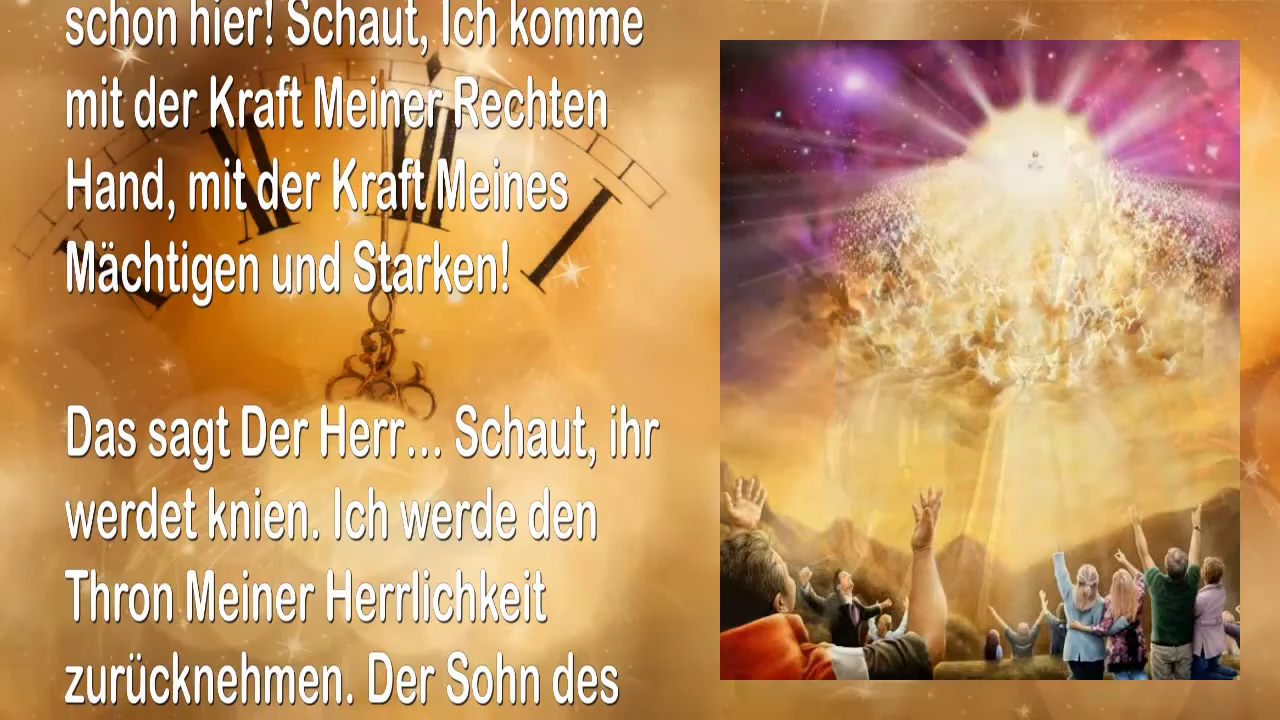 schon hier! Schaut, Ich komme
mit der Kraft Meiner Rechten
Hand, mit der Kraft Meines
Mächtigen und Starken!
Das sagt Der Herr... Schaut, ihr
werdet knien. Ich werde den
Thron Meiner Herrlichkeit
zurücknehmen. Der Sohn des